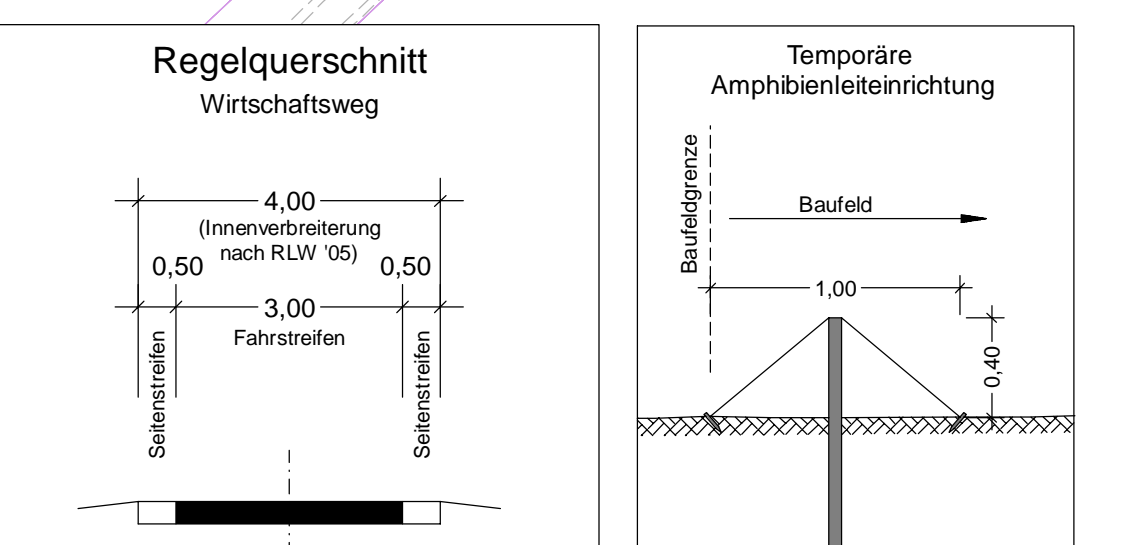 Regelquerschnitt
Wirtschaftsweg
4,00
(Innenverbreiterung
nach RLW '05)
0,50
0,50
3,00
Fahrstreifen
Seitenstreifen
Seitenstreifen
Temporäre
Amphibienleiteinrichtung
Baufeldgrenze
Baufeld
1,00
0,40